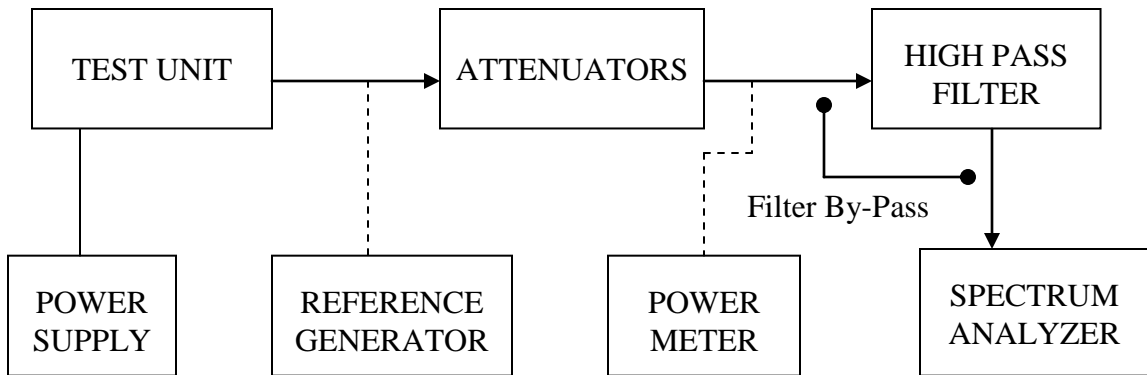 TEST UNIT
ATTENUATORS
HIGH PASS
FILTER
Filter By-Pass
POWER
SUPPLY
REFERENCE
GENERATOR
POWER
METER
SPECTRUM
ANALYZER